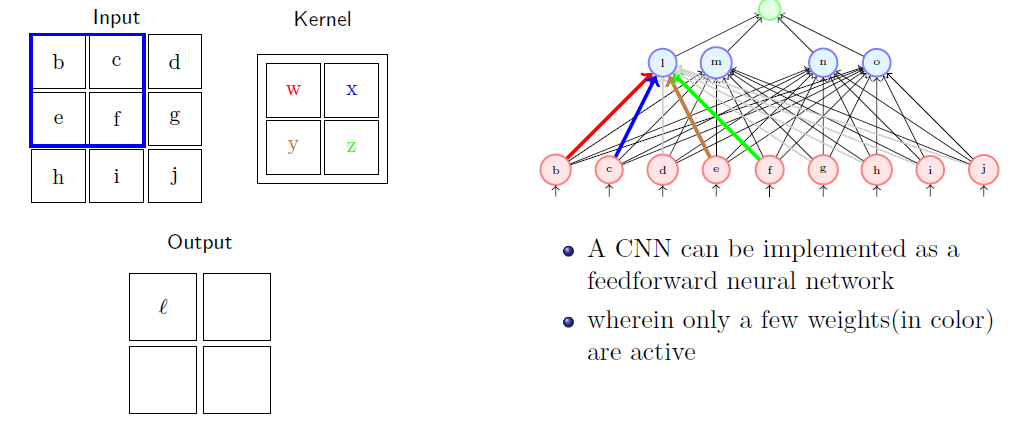 Input
b c d
e f g
h i j
Kernel
w x
y z
Output
ℓ
l m n o
b c d e f g h i j
A CNN can be implemented as a
feedforward neural network
wherein only a few weights(in color)
are active